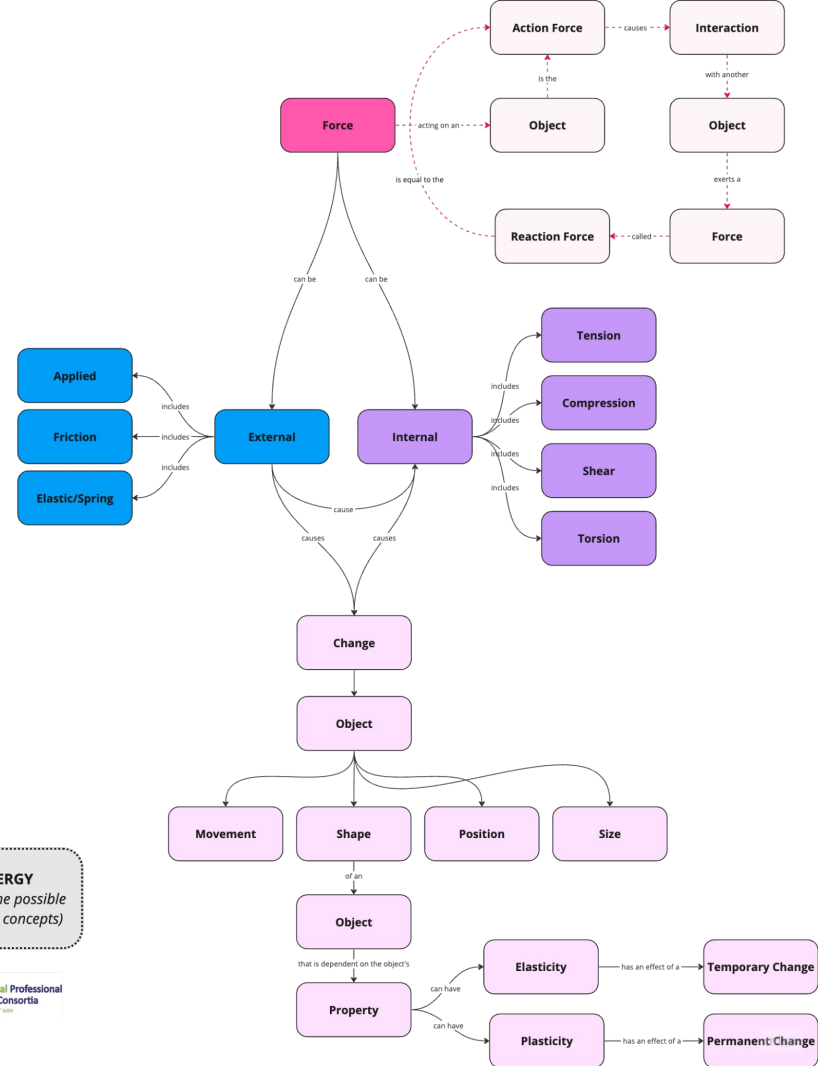 Action Force
causes
Interaction
is the
with another
Force
acting on an
Object
Object
is equal to the
exerts a
Reaction Force
called
Force
can be
can be
Tension
Applied
includes
includes
Compression
Friction
includes
External
Internal
includes
includes
Shear
includes
Elastic/Spring
includes
cause
Torsion
causes
causes
Change
Object
Movement
Shape
Position
Size
of an
Object
that is dependent on the object's
Property
can have
can have
Elasticity
has an effect of a
Temporary Change
Plasticity
has an effect of a
Permanent Change
ERGY
ne possible
concepts)
al Professional
Consortia